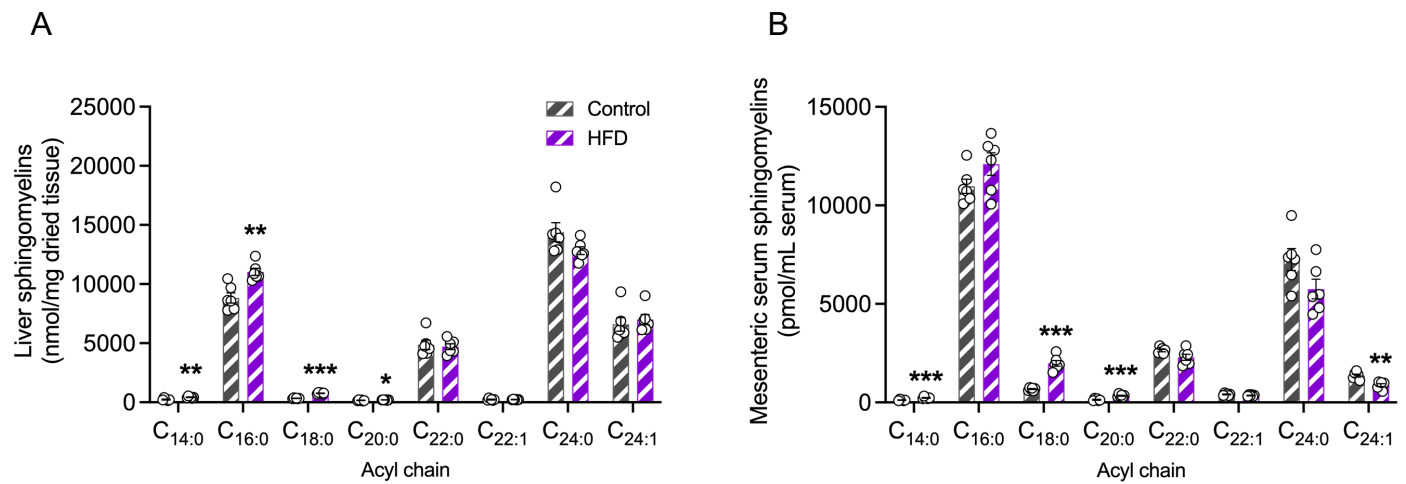 A
Liver sphingomyelins
(nmol/mg dried tissue)
25000
20000
15000
10000
5000
0
Control
HFD
**
**
***
*
C14:0 C16:0 C18:0 C20:0 C22:0 C22:1 C24:0 C24:1
Acyl chain
B
Mesenteric serum sphingomyelins
(pmol/mL serum)
15000
10000
5000
0
***
***
***
**
C14:0 C16:0 C18:0 C20:0 C22:0 C22:1 C24:0 C24:1
Acyl chain